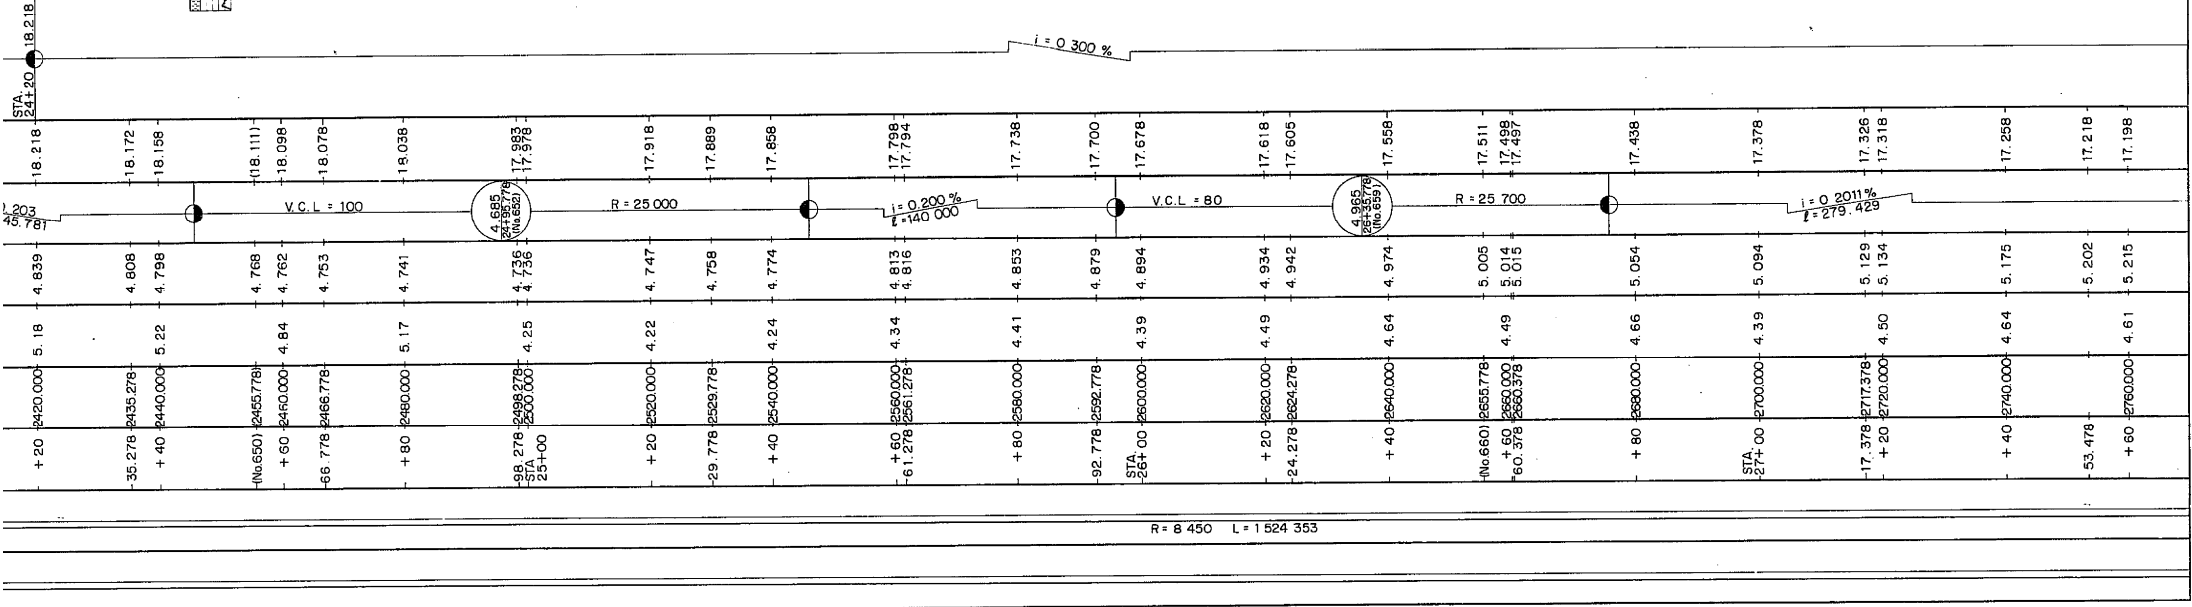 STA.
24+20 18.218
i = 0 300 %
18.218 18.172 18.158 (18.111) 18.098 18.078 18.038 17.983 17.978 17.918 17.889 17.858 17.798 17.794 17.738 17.700 17.678 17.618 17.605 17.558 17.511 17.498 17.497 17.438 17.378 17.326 17.318 17.258 17.218 17.198
.203
45.781
V.C.L = 100
4.685
24+95.778
(No.652)
R = 25 000
i = 0.200 %
ℓ = 140 000
V.C.L = 80
4.965
26+35.778
(No.659)
R = 25 700
i = 0 2011 %
ℓ = 279.429
4.839 4.808 4.798 4.768 4.762 4.753 4.741 4.736 4.736 4.747 4.758 4.774 4.813 4.816 4.853 4.879 4.894 4.934 4.942 4.974 5.005 5.014 5.015 5.054 5.094 5.129 5.134 5.175 5.202 5.215
5.18 5.22 4.84 5.17 4.25 4.22 4.24 4.34 4.41 4.39 4.49 4.64 4.49 4.66 4.39 4.50 4.64 4.61
2420.000 2435.278 2440.000 (2455.778) 2460.000 2466.778 2480.000 2498.278 2500.000 2520.000 2529.778 2540.000 2560.000 2561.278 2580.000 2592.778 2600.000 2620.000 2624.278 2640.000 2655.778 2660.000 2660.378 2680.000 2700.000 2717.378 2720.000 2740.000 2760.000
+ 20 35.278 + 40 (No.650) + 60 66.778 + 80 98.278 STA. 25+00 + 20 29.778 + 40 + 60 61.278 + 80 92.778 STA. 26+00 + 20 24.278 + 40 (No.660) + 60 60.378 + 80 STA. 27+00 17.378 + 20 + 40 53.478 + 60
R = 8 450 L = 1 524 353